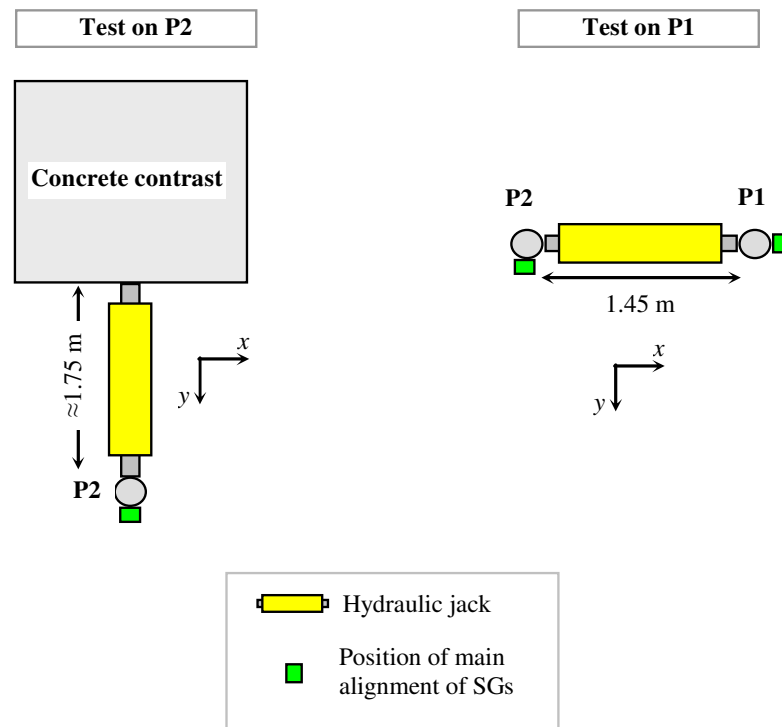 Test on P2
Test on P1
Concrete contrast
P2
P1
1.45 m
≈1.75 m
x
y
x
y
P2
Hydraulic jack
Position of main
alignment of SGs